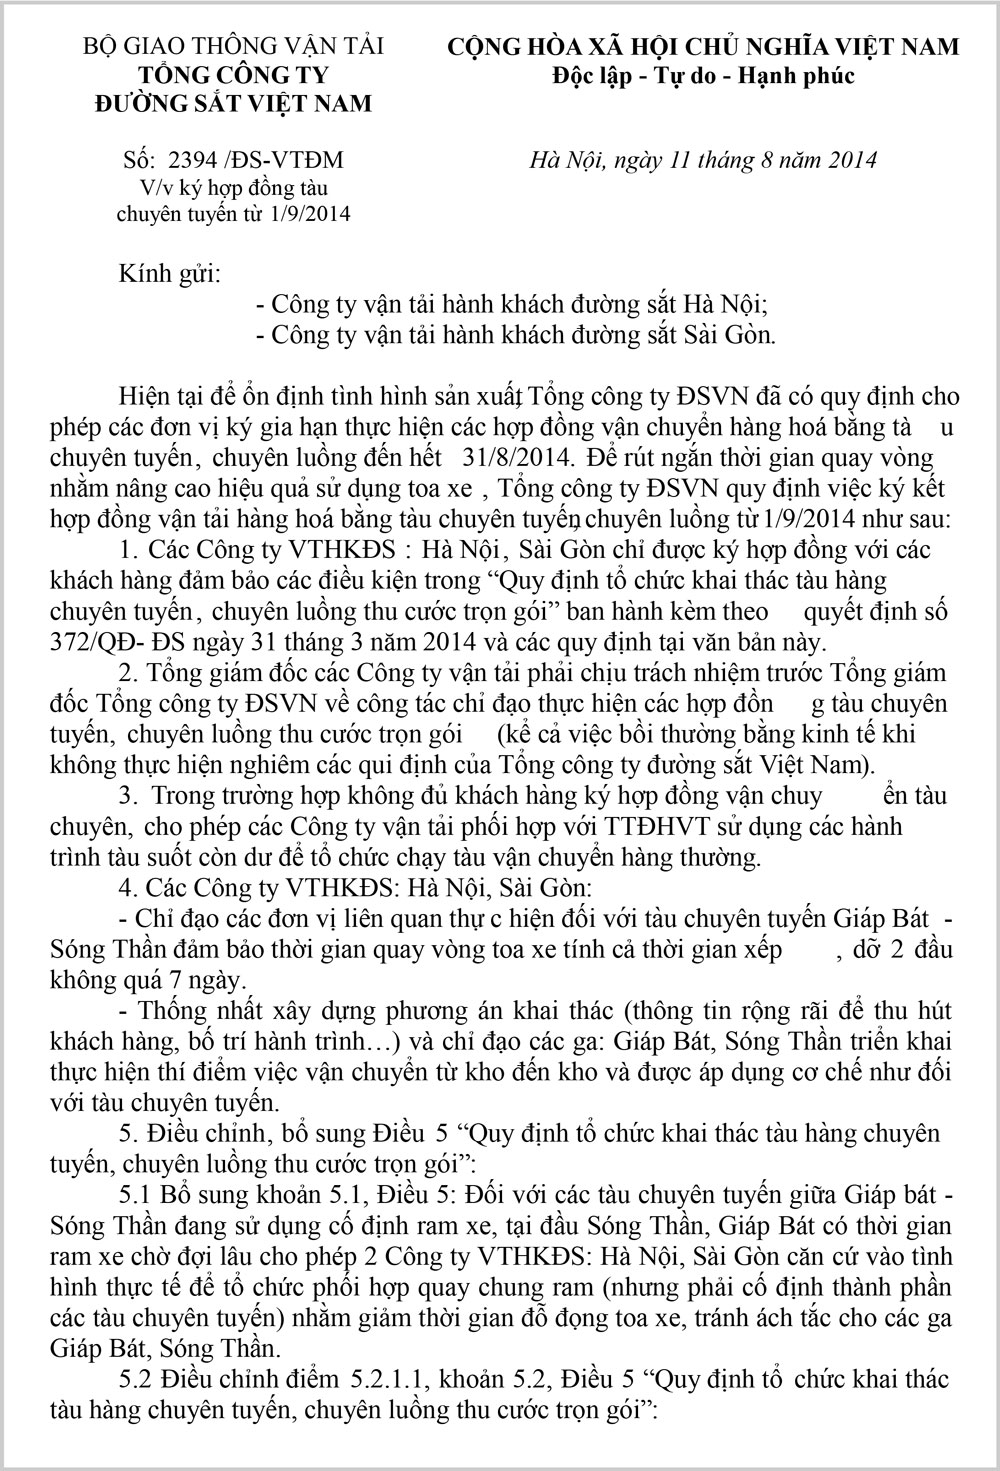 BỘ GIAO THÔNG VẬN TẢI
TỔNG CÔNG TY
ĐƯỜNG SẮT VIỆT NAM
CỘNG HÒA XÃ HỘI CHỦ NGHĨA VIỆT NAM
Độc lập - Tự do - Hạnh phúc
Số: 2394 /ĐS-VTĐM
V/v ký hợp đồng tàu
chuyên tuyến từ 1/9/2014
Hà Nội, ngày 11 tháng 8 năm 2014
Kính gửi:
- Công ty vận tải hành khách đường sắt Hà Nội;
- Công ty vận tải hành khách đường sắt Sài Gòn.
Hiện tại để ổn định tình hình sản xuất, Tổng công ty ĐSVN đã có quy định cho
phép các đơn vị ký gia hạn thực hiện các hợp đồng vận chuyển hàng hoá bằng tà u
chuyên tuyến, chuyên luồng đến hết 31/8/2014. Để rút ngắn thời gian quay vòng
nhằm nâng cao hiệu quả sử dụng toa xe , Tổng công ty ĐSVN quy định việc ký kết
hợp đồng vận tải hàng hoá bằng tàu chuyên tuyến, chuyên luồng từ 1/9/2014 như sau:
1. Các Công ty VTHKĐS : Hà Nội, Sài Gòn chỉ được ký hợp đồng với các
khách hàng đảm bảo các điều kiện trong “Quy định tổ chức khai thác tàu hàng
chuyên tuyến, chuyên luồng thu cước trọn gói” ban hành kèm theo quyết định số
372/QĐ- ĐS ngày 31 tháng 3 năm 2014 và các quy định tại văn bản này.
2. Tổng giám đốc các Công ty vận tải phải chịu trách nhiệm trước Tổng giám
đốc Tổng công ty ĐSVN về công tác chỉ đạo thực hiện các hợp đồn g tàu chuyên
tuyến, chuyên luồng thu cước trọn gói (kể cả việc bồi thường bằng kinh tế khi
không thực hiện nghiêm các qui định của Tổng công ty đường sắt Việt Nam).
3. Trong trường hợp không đủ khách hàng ký hợp đồng vận chuy ển tàu
chuyên, cho phép các Công ty vận tải phối hợp với TTĐHVT sử dụng các hành
trình tàu suốt còn dư để tổ chức chạy tàu vận chuyển hàng thường.
4. Các Công ty VTHKĐS: Hà Nội, Sài Gòn:
- Chỉ đạo các đơn vị liên quan thự c hiện đối với tàu chuyên tuyến Giáp Bát -
Sóng Thần đảm bảo thời gian quay vòng toa xe tính cả thời gian xếp , dỡ 2 đầu
không quá 7 ngày.
- Thống nhất xây dựng phương án khai thác (thông tin rộng rãi để thu hút
khách hàng, bố trí hành trình…) và chỉ đạo các ga: Giáp Bát, Sóng Thần triển khai
thực hiện thí điểm việc vận chuyển từ kho đến kho và được áp dụng cơ chế như đối
với tàu chuyên tuyến.
5. Điều chỉnh, bổ sung Điều 5 “Quy định tổ chức khai thác tàu hàng chuyên
tuyến, chuyên luồng thu cước trọn gói”:
5.1 Bổ sung khoản 5.1, Điều 5: Đối với các tàu chuyên tuyến giữa Giáp bát -
Sóng Thần đang sử dụng cố định ram xe, tại đầu Sóng Thần, Giáp Bát có thời gian
ram xe chờ đợi lâu cho phép 2 Công ty VTHKĐS: Hà Nội, Sài Gòn căn cứ vào tình
hình thực tế để tổ chức phối hợp quay chung ram (nhưng phải cố định thành phần
các tàu chuyên tuyến) nhằm giảm thời gian đỗ đọng toa xe, tránh ách tắc cho các ga
Giáp Bát, Sóng Thần.
5.2 Điều chỉnh điểm 5.2.1.1, khoản 5.2, Điều 5 “Quy định tổ chức khai thác
tàu hàng chuyên tuyến, chuyên luồng thu cước trọn gói”: